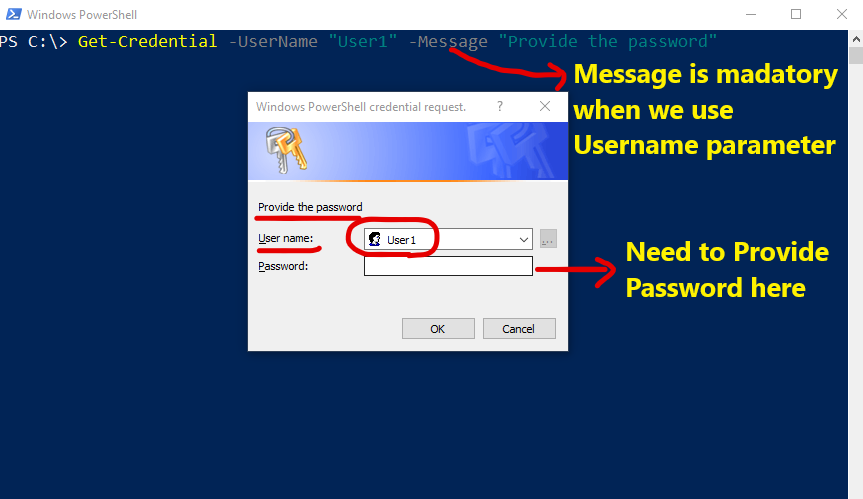 Windows PowerShell
PS C:\> Get-Credential -UserName "User1" -Message "Provide the password"
Message is madatory
when we use
Username parameter
Windows PowerShell credential request.
?
Provide the password
User name:
User1
...
Password:
Need to Provide
Password here
OK
Cancel